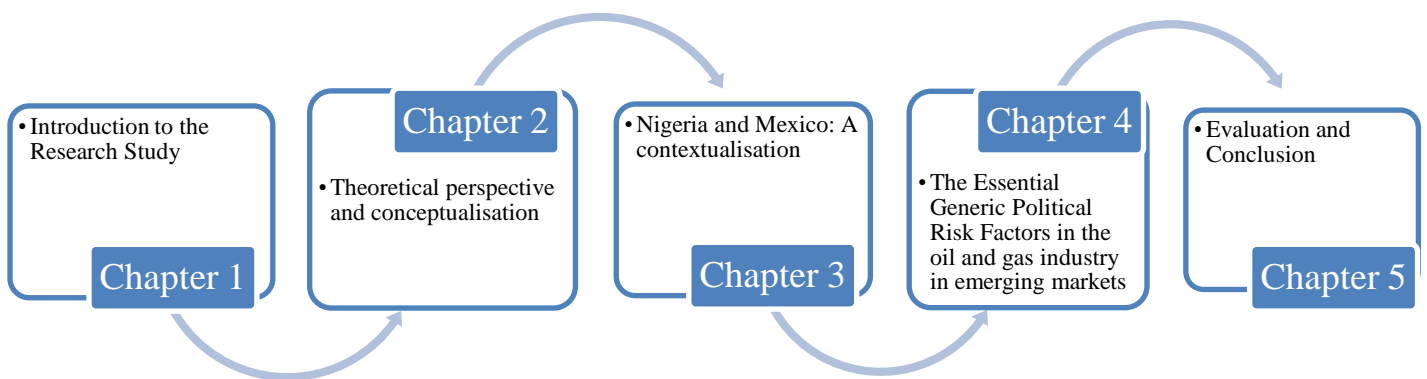 • Introduction to the
Research Study
Chapter 1
Chapter 2
• Theoretical perspective
and conceptualisation
• Nigeria and Mexico: A
contextualisation
Chapter 3
Chapter 4
• The Essential
Generic Political
Risk Factors in the
oil and gas industry
in emerging markets
• Evaluation and
Conclusion
Chapter 5